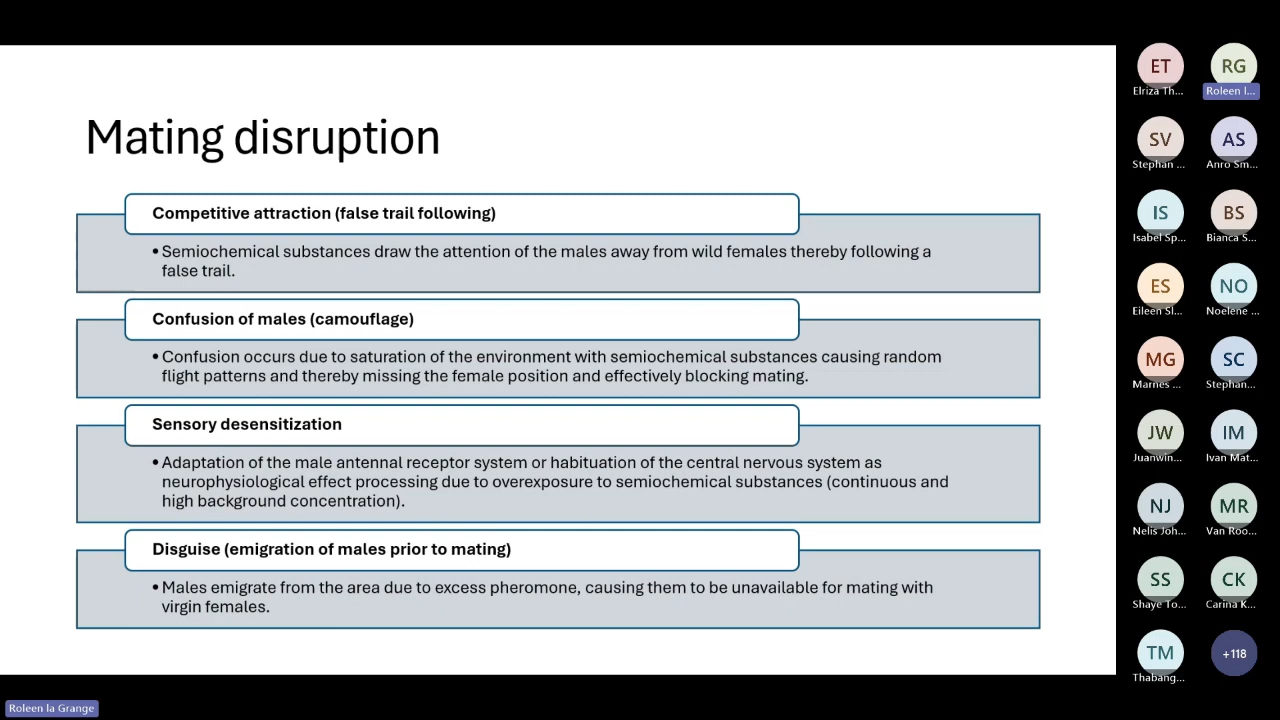 Mating disruption
Competitive attraction (false trail following)
• Semiochemical substances draw the attention of the males away from wild females thereby following a
false trail.
Confusion of males (camouflage)
• Confusion occurs due to saturation of the environment with semiochemical substances causing random
flight patterns and thereby missing the female position and effectively blocking mating.
Sensory desensitization
• Adaptation of the male antennal receptor system or habituation of the central nervous system as
neurophysiological effect processing due to overexposure to semiochemical substances (continuous and
high background concentration).
Disguise (emigration of males prior to mating)
• Males emigrate from the area due to excess pheromone, causing them to be unavailable for mating with
virgin females.
ET RG
Elriza Th... Roleen l...
SV AS
Stephan ... Anro Sm...
IS BS
Isabel Sp... Bianca S...
ES NO
Eileen Sl... Noelene ...
MG SC
Marnes ... Stephan...
JW IM
Juanwin... Ivan Mat...
NJ MR
Nelis Joh... Van Roo...
SS CK
Shaye To... Carina K...
TM +118
Thabang...
Roleen la Grange